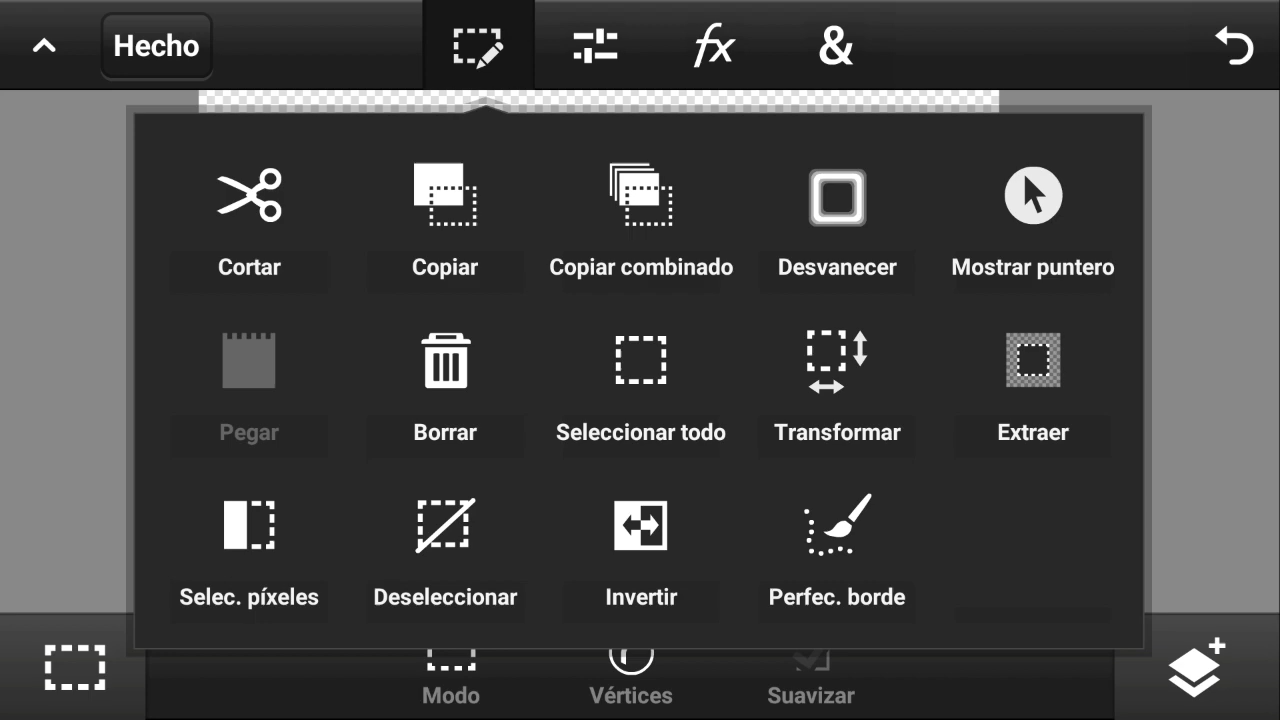 Hecho
fx
&
Cortar
Copiar
Copiar combinado
Desvanecer
Mostrar puntero
Pegar
Borrar
Seleccionar todo
Transformar
Extraer
Selec. píxeles
Deseleccionar
Invertir
Perfec. borde
Modo
Vértices
Suavizar